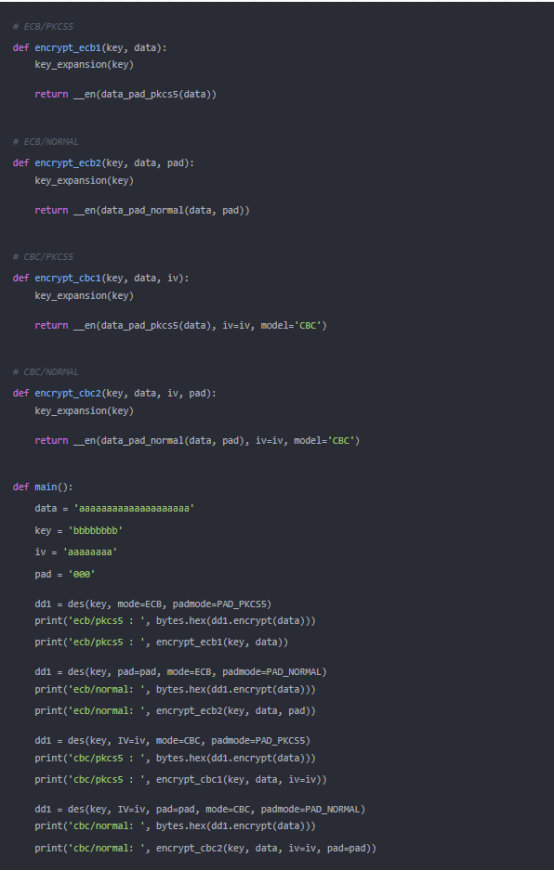 # ECB/PKCS5
def encrypt_ecb1(key, data):
    key_expansion(key)
    return __en(data_pad_pkcs5(data))
# ECB/NORMAL
def encrypt_ecb2(key, data, pad):
    key_expansion(key)
    return __en(data_pad_normal(data, pad))
# CBC/PKCS5
def encrypt_cbc1(key, data, iv):
    key_expansion(key)
    return __en(data_pad_pkcs5(data), iv=iv, model='CBC')
# CBC/NORMAL
def encrypt_cbc2(key, data, iv, pad):
    key_expansion(key)
    return __en(data_pad_normal(data, pad), iv=iv, model='CBC')
def main():
    data = 'aaaaaaaaaaaaaaaaaaaa'
    key = 'bbbbbbbb'
    iv = 'aaaaaaaa'
    pad = '000'
    dd1 = des(key, mode=ECB, padmode=PAD_PKCS5)
    print('ecb/pkcs5 : ', bytes.hex(dd1.encrypt(data)))
    print('ecb/pkcs5 : ', encrypt_ecb1(key, data))
    dd1 = des(key, pad=pad, mode=ECB, padmode=PAD_NORMAL)
    print('ecb/normal: ', bytes.hex(dd1.encrypt(data)))
    print('ecb/normal: ', encrypt_ecb2(key, data, pad))
    dd1 = des(key, IV=iv, mode=CBC, padmode=PAD_PKCS5)
    print('cbc/pkcs5 : ', bytes.hex(dd1.encrypt(data)))
    print('cbc/pkcs5 : ', encrypt_cbc1(key, data, iv=iv))
    dd1 = des(key, IV=iv, pad=pad, mode=CBC, padmode=PAD_NORMAL)
    print('cbc/normal: ', bytes.hex(dd1.encrypt(data)))
    print('cbc/normal: ', encrypt_cbc2(key, data, iv=iv, pad=pad))